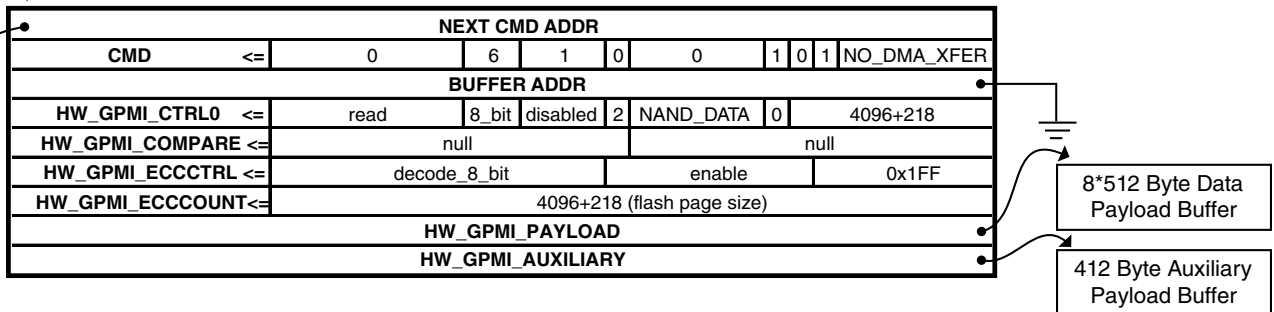 NEXT CMD ADDR
CMD <= 0 6 1 0 0 1 0 1 NO_DMA_XFER
BUFFER ADDR
HW_GPMI_CTRL0 <= read 8_bit disabled 2 NAND_DATA 0 4096+218
HW_GPMI_COMPARE <= null null
HW_GPMI_ECCCTRL <= decode_8_bit enable 0x1FF
HW_GPMI_ECCCOUNT<= 4096+218 (flash page size)
HW_GPMI_PAYLOAD
HW_GPMI_AUXILIARY
8*512 Byte Data
Payload Buffer
412 Byte Auxiliary
Payload Buffer